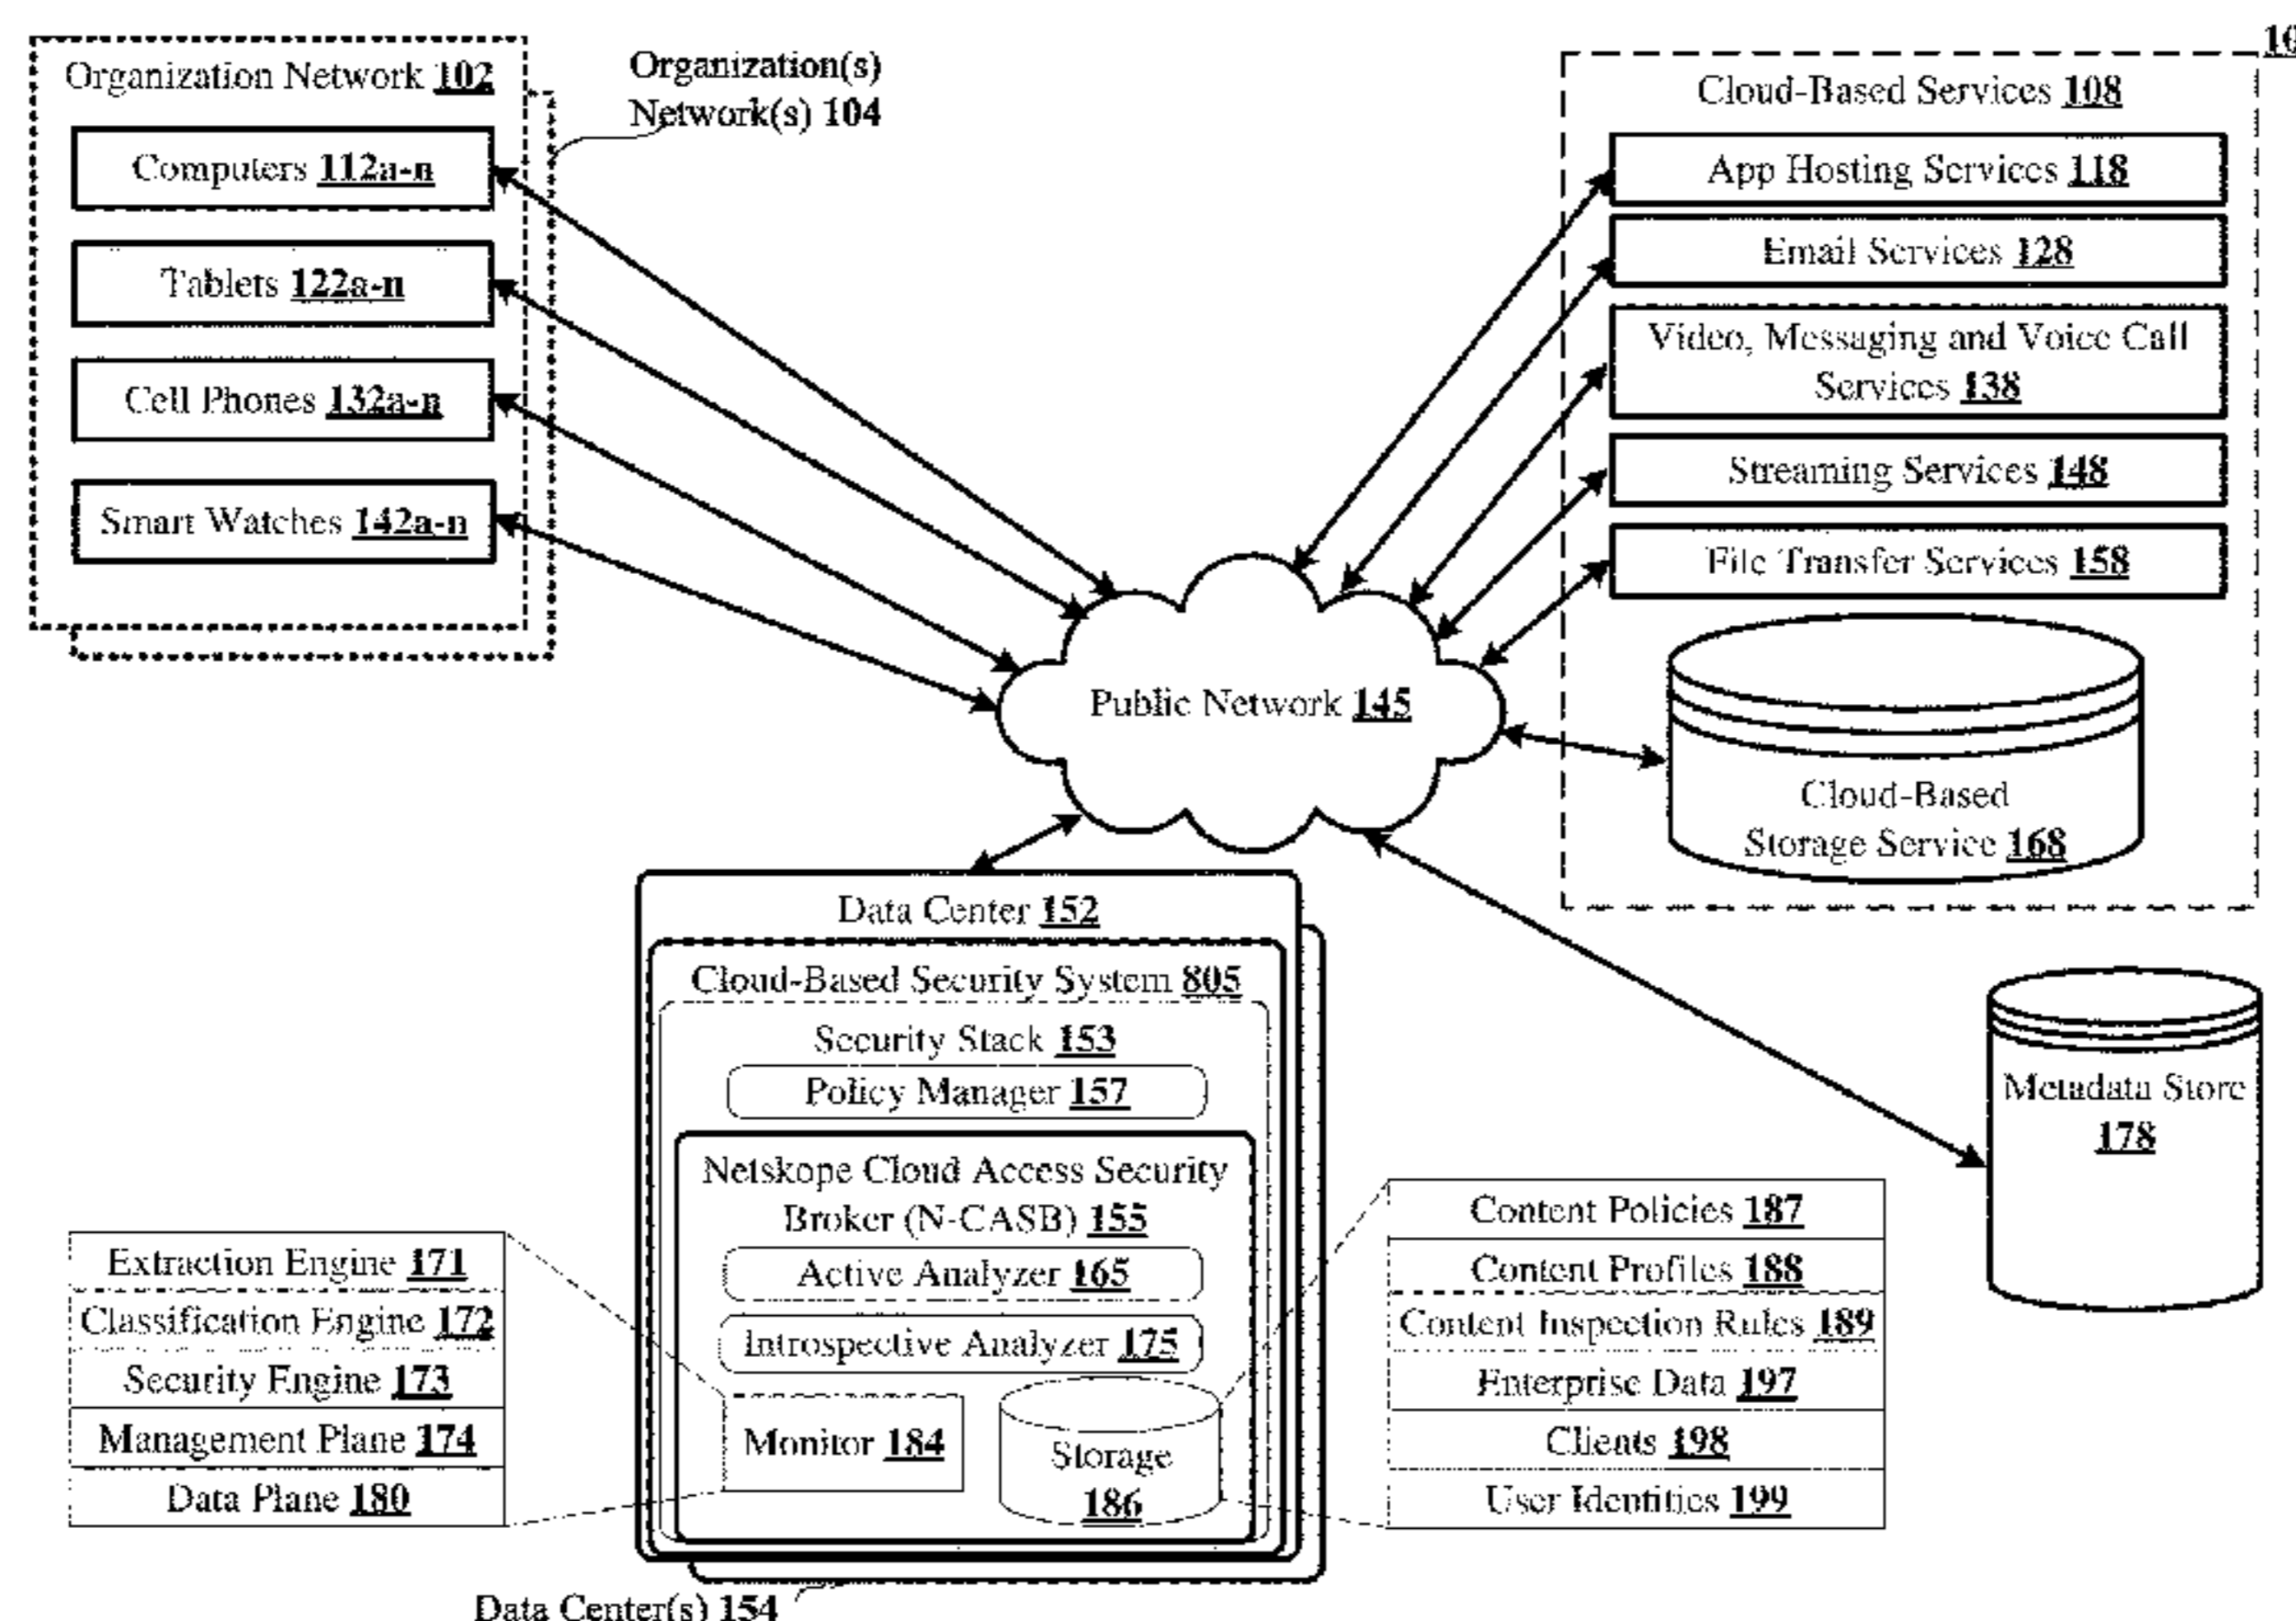 Organization Network 102
Computers 112a-n
Tablets 122a-n
Cell Phones 132a-n
Smart Watches 142a-n
Organization(s)
Network(s) 104
Cloud-Based Services 108
App Hosting Services 118
Email Services 128
Video, Messaging and Voice Call
Services 138
Streaming Services 148
File Transfer Services 158
Cloud-Based
Storage Service 168
Public Network 145
Metadata Store
178
Data Center 152
Cloud-Based Security System 805
Security Stack 153
Policy Manager 157
Netskope Cloud Access Security
Broker (N-CASB) 155
Active Analyzer 165
Introspective Analyzer 175
Monitor 184
Storage
186
Extraction Engine 171
Classification Engine 172
Security Engine 173
Management Plane 174
Data Plane 180
Content Policies 187
Content Profiles 188
Content Inspection Rules 189
Enterprise Data 197
Clients 198
User Identities 199
Data Center(s) 154